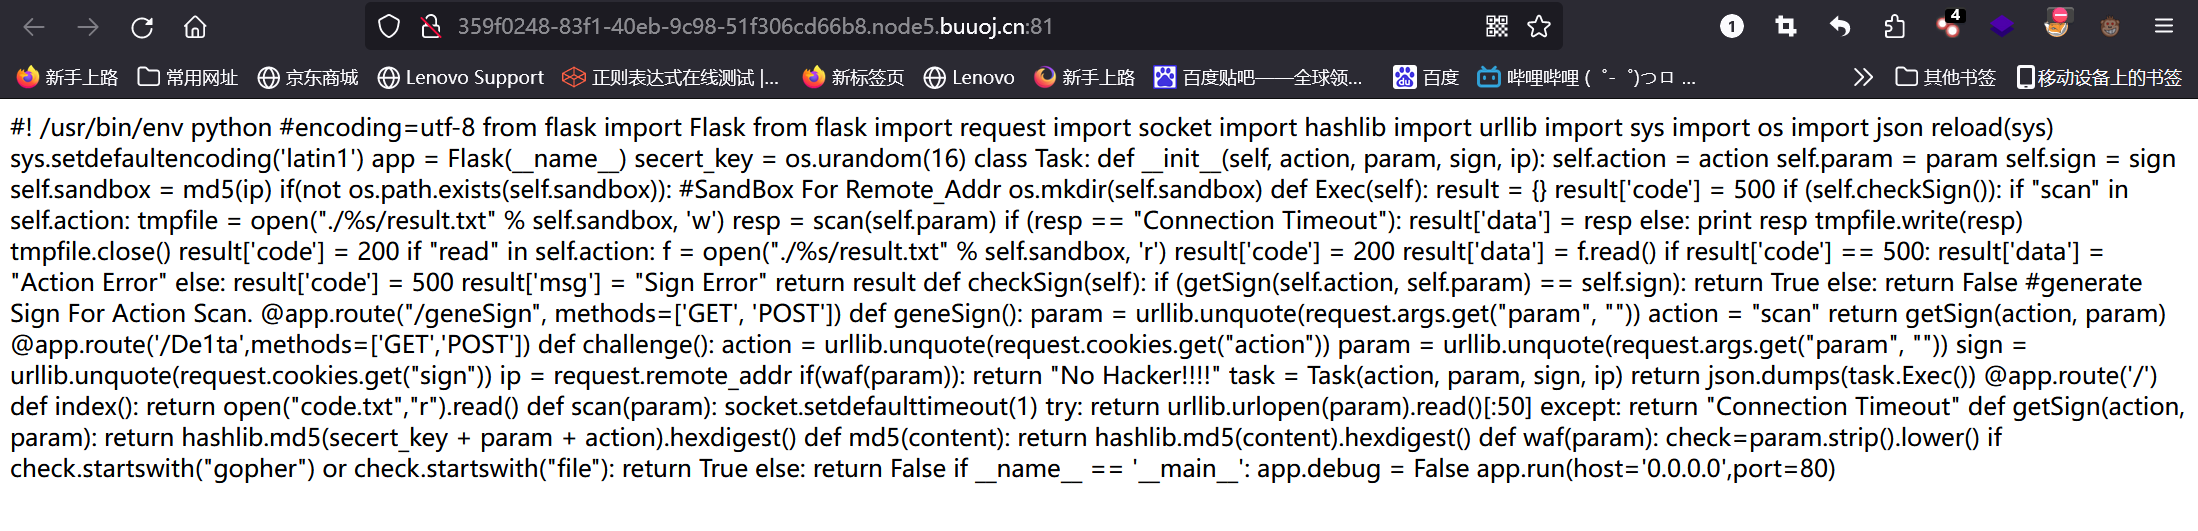 359f0248-83f1-40eb-9c98-51f306cd66b8.node5.buuoj.cn:81
1
4
新手上路 常用网址 京东商城 Lenovo Support 正则表达式在线测试 |... 新标签页 Lenovo 新手上路 百度贴吧——全球领... 百度 哔哩哔哩 ( ゜- ゜)つロ ... 其他书签 移动设备上的书签
#! /usr/bin/env python #encoding=utf-8 from flask import Flask from flask import request import socket import hashlib import urllib import sys import os import json reload(sys)
sys.setdefaultencoding('latin1') app = Flask(__name__) secert_key = os.urandom(16) class Task: def __init__(self, action, param, sign, ip): self.action = action self.param = param self.sign = sign
self.sandbox = md5(ip) if(not os.path.exists(self.sandbox)): #SandBox For Remote_Addr os.mkdir(self.sandbox) def Exec(self): result = {} result['code'] = 500 if (self.checkSign()): if "scan" in
self.action: tmpfile = open("./%s/result.txt" % self.sandbox, 'w') resp = scan(self.param) if (resp == "Connection Timeout"): result['data'] = resp else: print resp tmpfile.write(resp)
tmpfile.close() result['code'] = 200 if "read" in self.action: f = open("./%s/result.txt" % self.sandbox, 'r') result['code'] = 200 result['data'] = f.read() if result['code'] == 500: result['data'] =
"Action Error" else: result['code'] = 500 result['msg'] = "Sign Error" return result def checkSign(self): if (getSign(self.action, self.param) == self.sign): return True else: return False #generate
Sign For Action Scan. @app.route("/geneSign", methods=['GET', 'POST']) def geneSign(): param = urllib.unquote(request.args.get("param", "")) action = "scan" return getSign(action, param)
@app.route('/De1ta',methods=['GET','POST']) def challenge(): action = urllib.unquote(request.cookies.get("action")) param = urllib.unquote(request.args.get("param", "")) sign =
urllib.unquote(request.cookies.get("sign")) ip = request.remote_addr if(waf(param)): return "No Hacker!!!!" task = Task(action, param, sign, ip) return json.dumps(task.Exec()) @app.route('/')
def index(): return open("code.txt","r").read() def scan(param): socket.setdefaulttimeout(1) try: return urllib.urlopen(param).read()[:50] except: return "Connection Timeout" def getSign(action,
param): return hashlib.md5(secert_key + param + action).hexdigest() def md5(content): return hashlib.md5(content).hexdigest() def waf(param): check=param.strip().lower() if
check.startswith("gopher") or check.startswith("file"): return True else: return False if __name__ == '__main__': app.debug = False app.run(host='0.0.0.0',port=80)